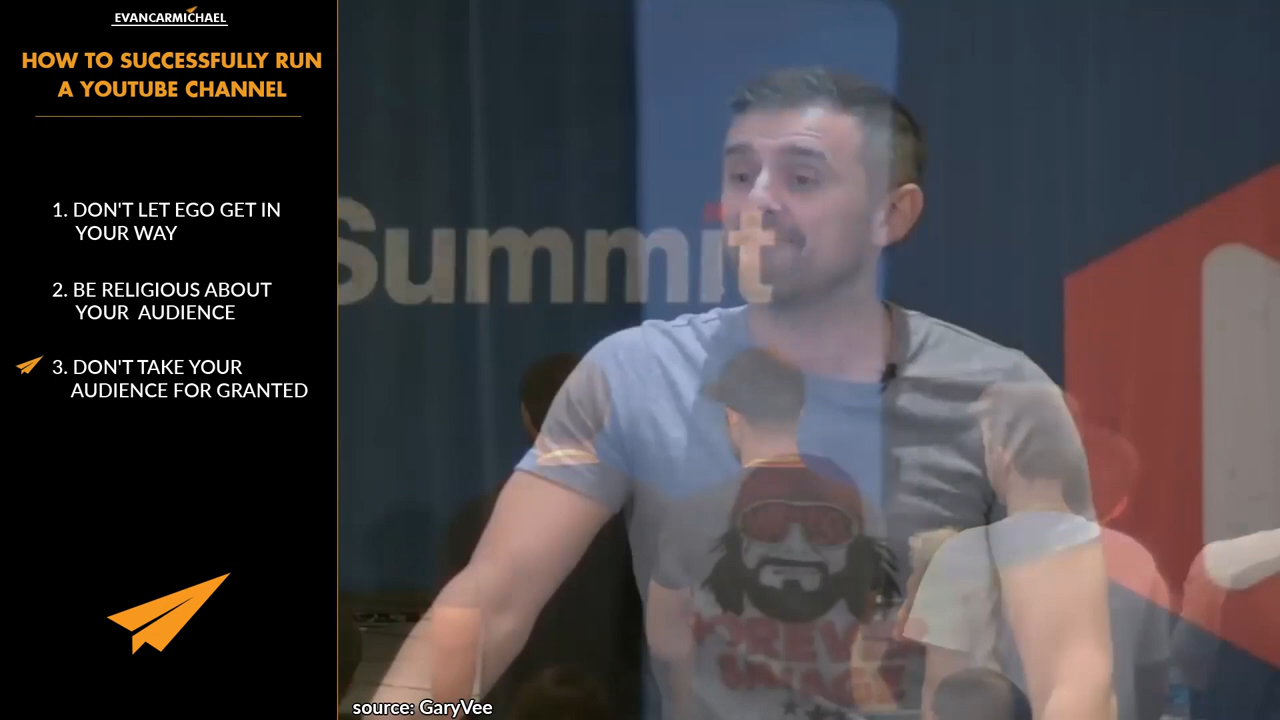 EVANCARMICHAEL
HOW TO SUCCESSFULLY RUN
A YOUTUBE CHANNEL
1. DON'T LET EGO GET IN
YOUR WAY
2. BE RELIGIOUS ABOUT
YOUR AUDIENCE
3. DON'T TAKE YOUR
AUDIENCE FOR GRANTED
Summit
source: GaryVee